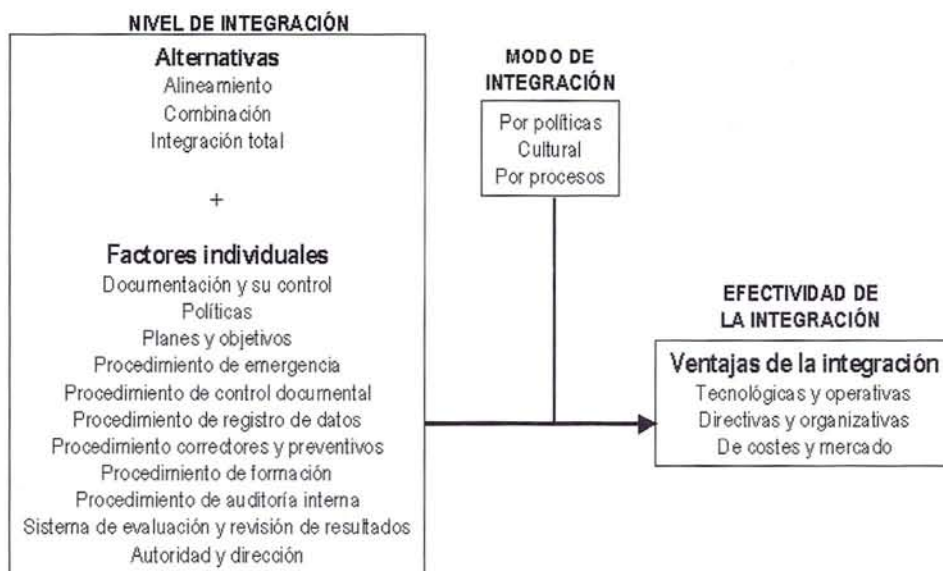 NIVEL DE INTEGRACIÓN
Alternativas
Alineamiento
Combinación
Integración total
+
Factores individuales
Documentación y su control
Políticas
Planes y objetivos
Procedimiento de emergencia
Procedimiento de control documental
Procedimiento de registro de datos
Procedimiento correctores y preventivos
Procedimiento de formación
Procedimiento de auditoría interna
Sistema de evaluación y revisión de resultados
Autoridad y dirección
MODO DE
INTEGRACIÓN
Por políticas
Cultural
Por procesos
EFECTIVIDAD DE
LA INTEGRACIÓN
Ventajas de la integración
Tecnológicas y operativas
Directivas y organizativas
De costes y mercado